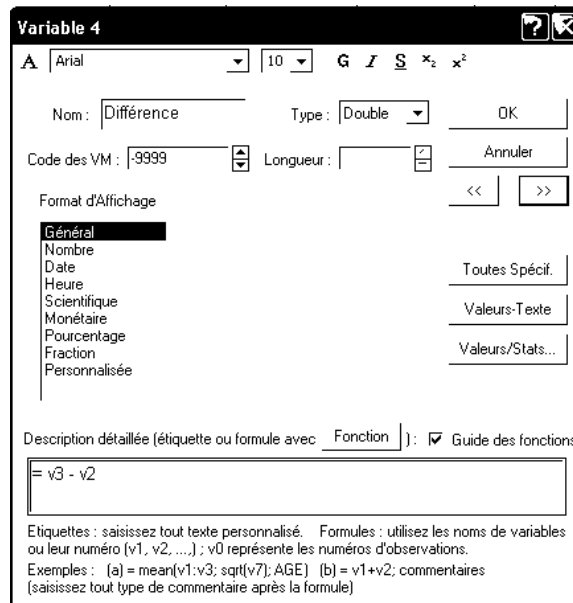 Variable 4
A Arial 10 G I S x₂ x²
Nom : Différence Type : Double OK
Code des VM : -9999 Longueur : Annuler
<< >>
Format d'Affichage
Général
Nombre
Date
Heure
Scientifique
Monétaire
Pourcentage
Fraction
Personnalisée
Toutes Spécif.
Valeurs-Texte
Valeurs/Stats...
Description détaillée (étiquette ou formule avec Fonction ) : Guide des fonctions
= v3 - v2
Etiquettes : saisissez tout texte personnalisé. Formules : utilisez les noms de variables
ou leur numéro (v1, v2, ...,) ; v0 représente les numéros d'observations.
Exemples : (a) = mean(v1:v3; sqrt(v7); AGE) (b) = v1+v2; commentaires
(saisissez tout type de commentaire après la formule)